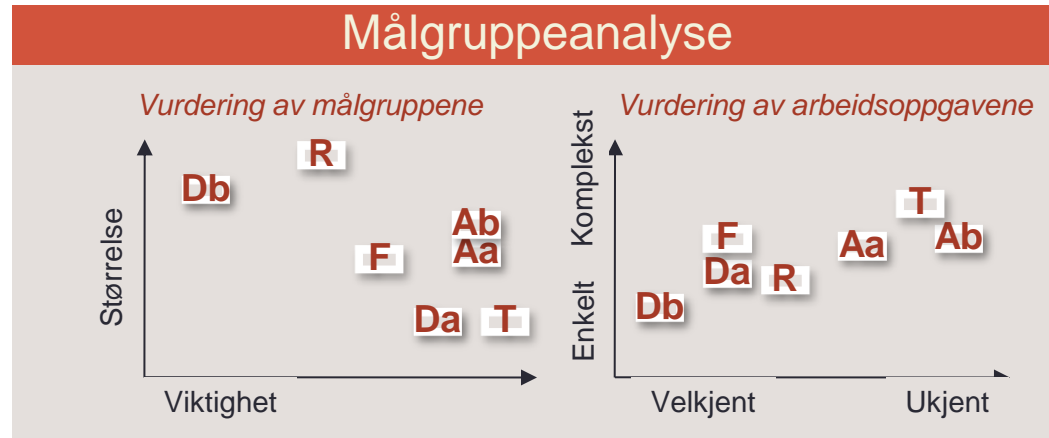 Målgruppeanalyse
Vurdering av målgruppene
Størrelse
R
Db
Ab
Aa
F
Da
T
Viktighet
Vurdering av arbeidsoppgavene
Komplekst
Enkelt
T
F
Aa
Ab
Da
R
Db
Velkjent
Ukjent